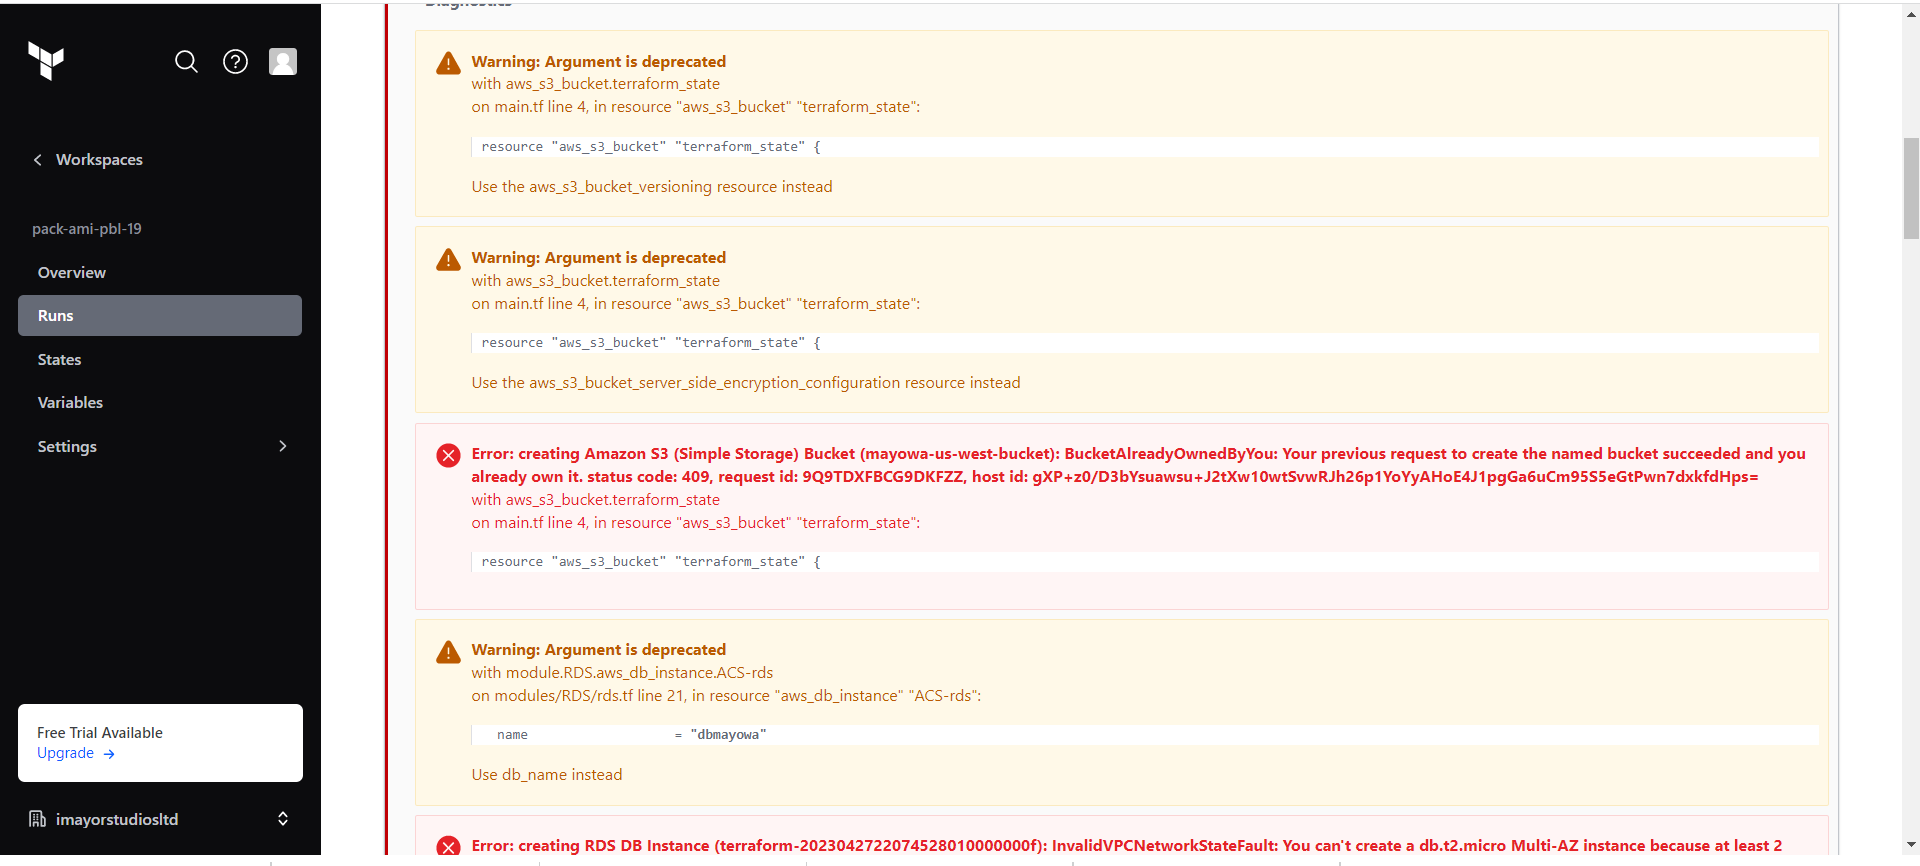 Diagnostics
Workspaces
pack-ami-pbl-19
Overview
Runs
States
Variables
Settings
Free Trial Available
Upgrade →
imayorstudiosltd
Warning: Argument is deprecated
with aws_s3_bucket.terraform_state
on main.tf line 4, in resource "aws_s3_bucket" "terraform_state":
resource "aws_s3_bucket" "terraform_state" {
Use the aws_s3_bucket_versioning resource instead
Warning: Argument is deprecated
with aws_s3_bucket.terraform_state
on main.tf line 4, in resource "aws_s3_bucket" "terraform_state":
resource "aws_s3_bucket" "terraform_state" {
Use the aws_s3_bucket_server_side_encryption_configuration resource instead
Error: creating Amazon S3 (Simple Storage) Bucket (mayowa-us-west-bucket): BucketAlreadyOwnedByYou: Your previous request to create the named bucket succeeded and you
already own it. status code: 409, request id: 9Q9TDXFBCG9DKFZZ, host id: gXP+z0/D3bYsuawsu+J2tXw10wtSvwRJh26p1YoYyAHoE4J1pgGa6uCm95S5eGtPwn7dxkfdHps=
with aws_s3_bucket.terraform_state
on main.tf line 4, in resource "aws_s3_bucket" "terraform_state":
resource "aws_s3_bucket" "terraform_state" {
Warning: Argument is deprecated
with module.RDS.aws_db_instance.ACS-rds
on modules/RDS/rds.tf line 21, in resource "aws_db_instance" "ACS-rds":
name = "dbmayowa"
Use db_name instead
Error: creating RDS DB Instance (terraform-20230427220745280100000000f): InvalidVPCNetworkStateFault: You can't create a db.t2.micro Multi-AZ instance because at least 2